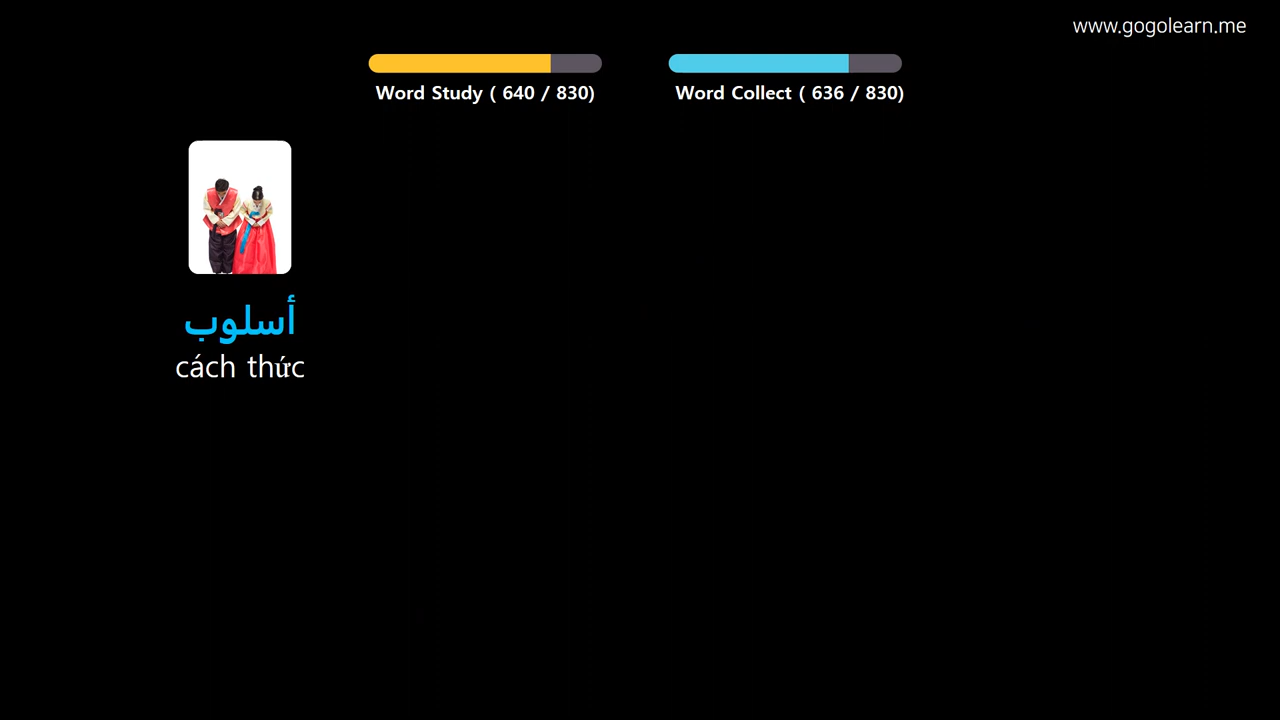 www.gogolearn.me
Word Study ( 640 / 830)
Word Collect ( 636 / 830)
أسلوب
cách thức